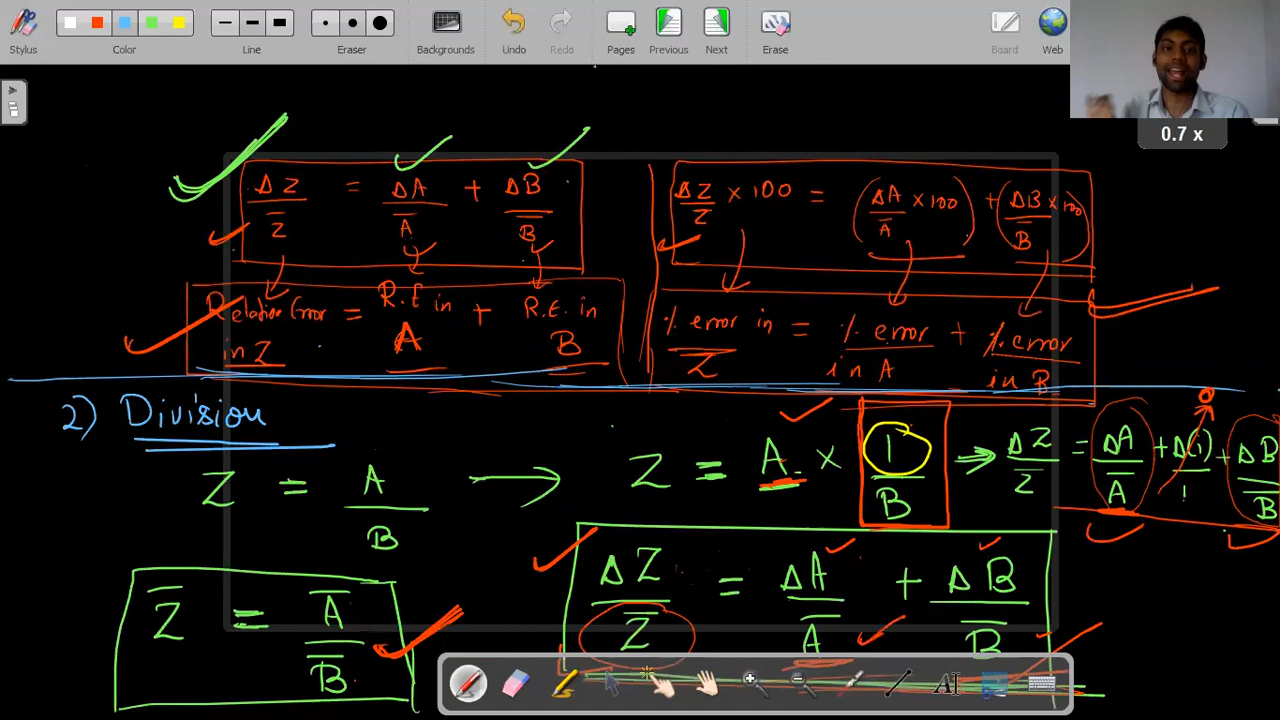 Stylus Color Line Eraser Backgrounds Undo Redo Pages Previous Next Erase Board Web
0.7 x
ΔZ/Z̅ = ΔA/A̅ + ΔB/B̅
ΔZ/Z̅ × 100 = (ΔA/A̅ × 100) + (ΔB/B̅ × 100)
Relative Error in Z = R.E in A + R.E. in B
% error in Z = % error in A + % error in B
2) Division
Z = A/B → Z = A × 1/B → ΔZ/Z̅ = ΔA/A̅ + Δ(1)/1 + ΔB/B̅
0
ΔZ/Z̅ = ΔA/A̅ + ΔB/B̅
Z̅ = A̅/B̅